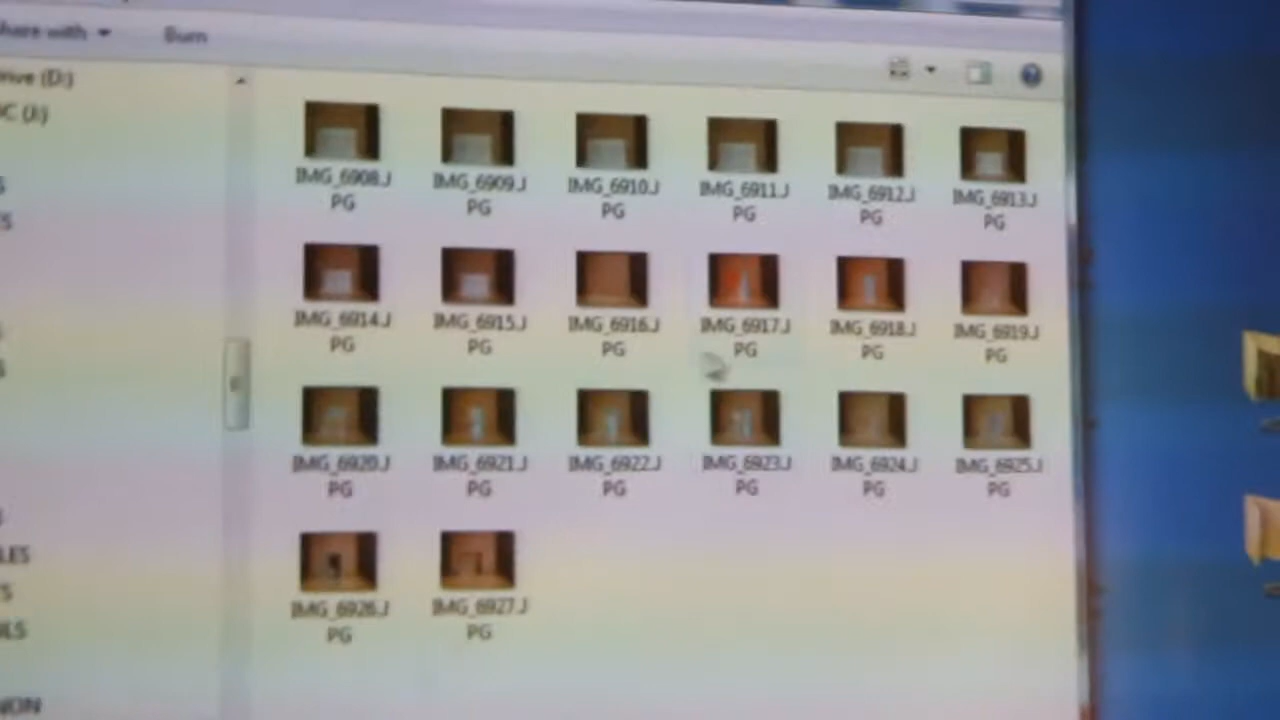 Share with Burn
rive (D:)
C (J:)
IMG_6908.J
PG
IMG_6909.J
PG
IMG_6910.J
PG
IMG_6911.J
PG
IMG_6912.J
PG
IMG_6913.J
PG
IMG_6914.J
PG
IMG_6915.J
PG
IMG_6916.J
PG
IMG_6917.J
PG
IMG_6918.J
PG
IMG_6919.J
PG
IMG_6920.J
PG
IMG_6921.J
PG
IMG_6922.J
PG
IMG_6923.J
PG
IMG_6924.J
PG
IMG_6925.J
PG
IMG_6926.J
PG
IMG_6927.J
PG